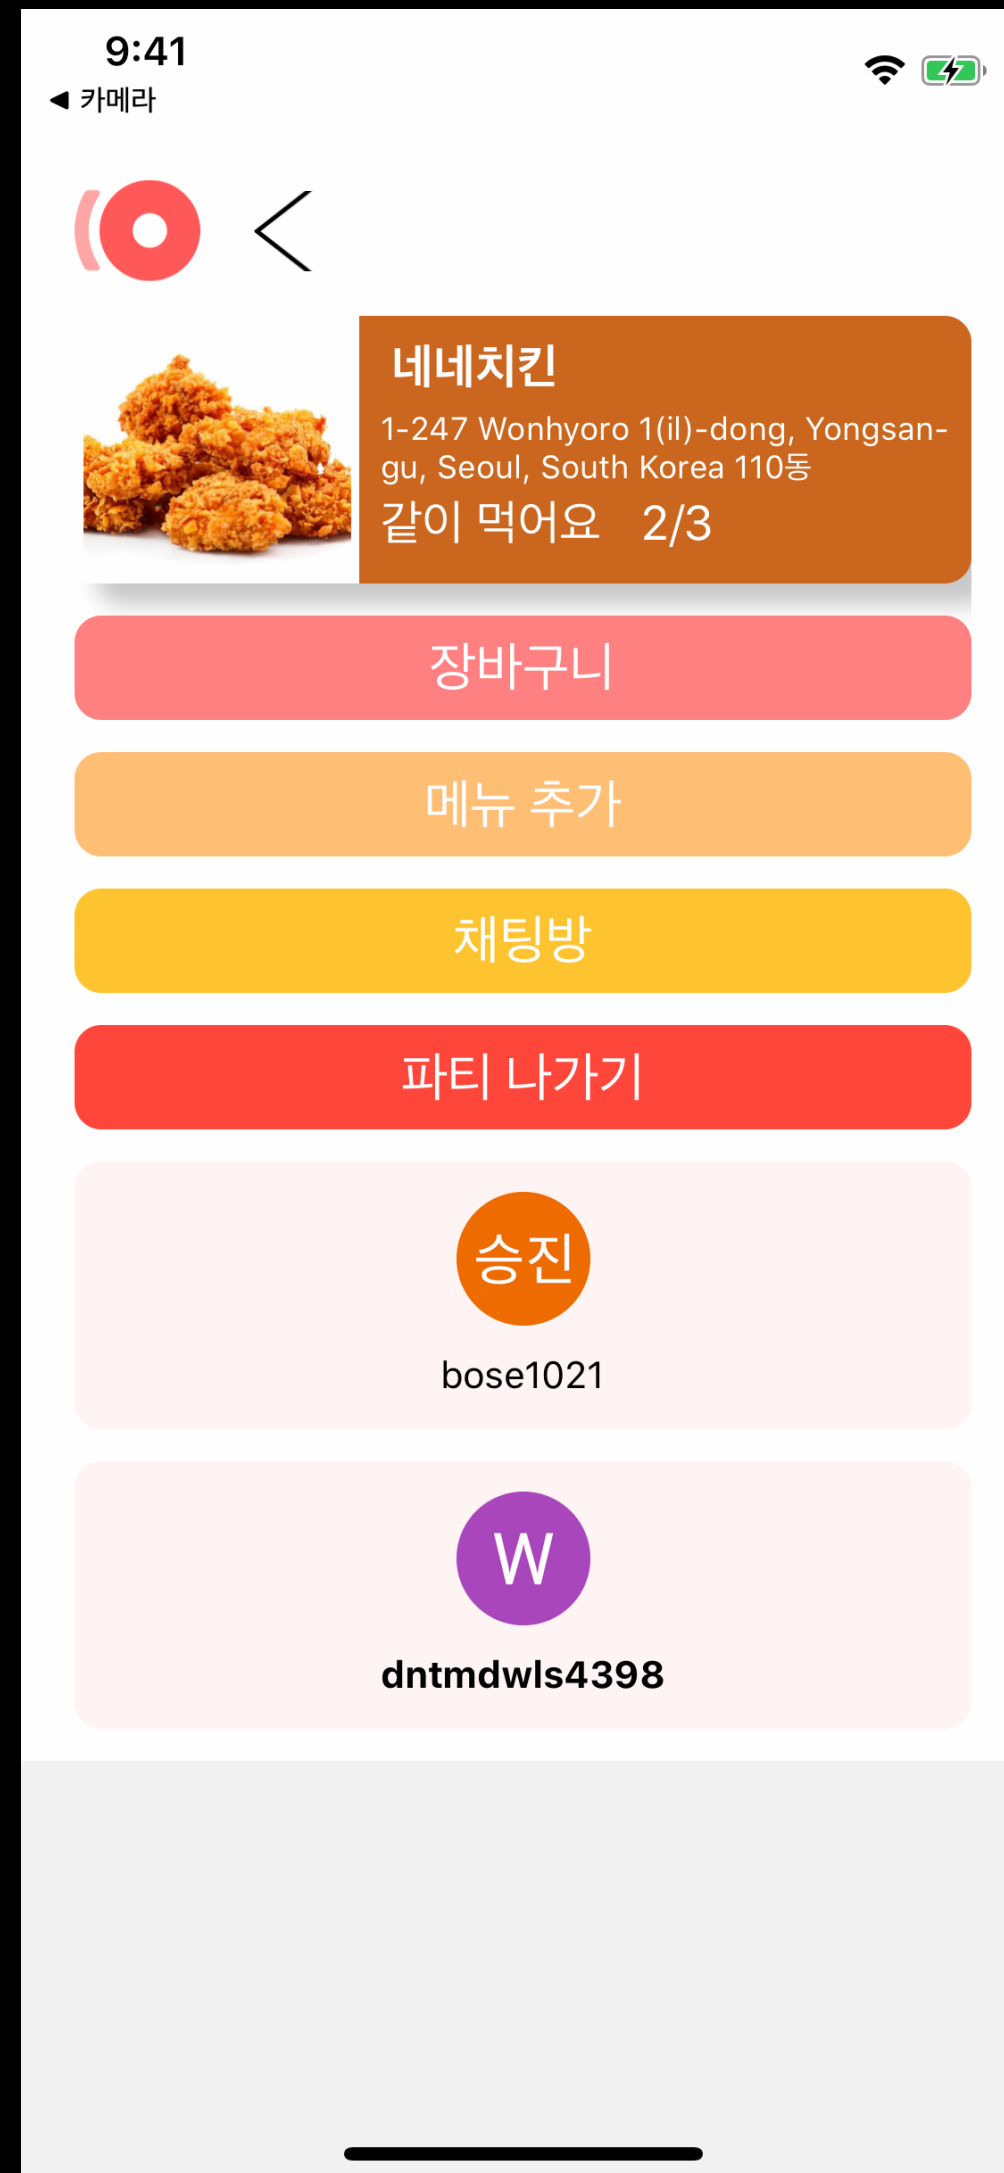 9:41
◀ 카메라
네네치킨
1-247 Wonhyoro 1(il)-dong, Yongsan-
gu, Seoul, South Korea 110동
같이 먹어요 2/3
장바구니
메뉴 추가
채팅방
파티 나가기
승진
bose1021
W
dntmdwls4398